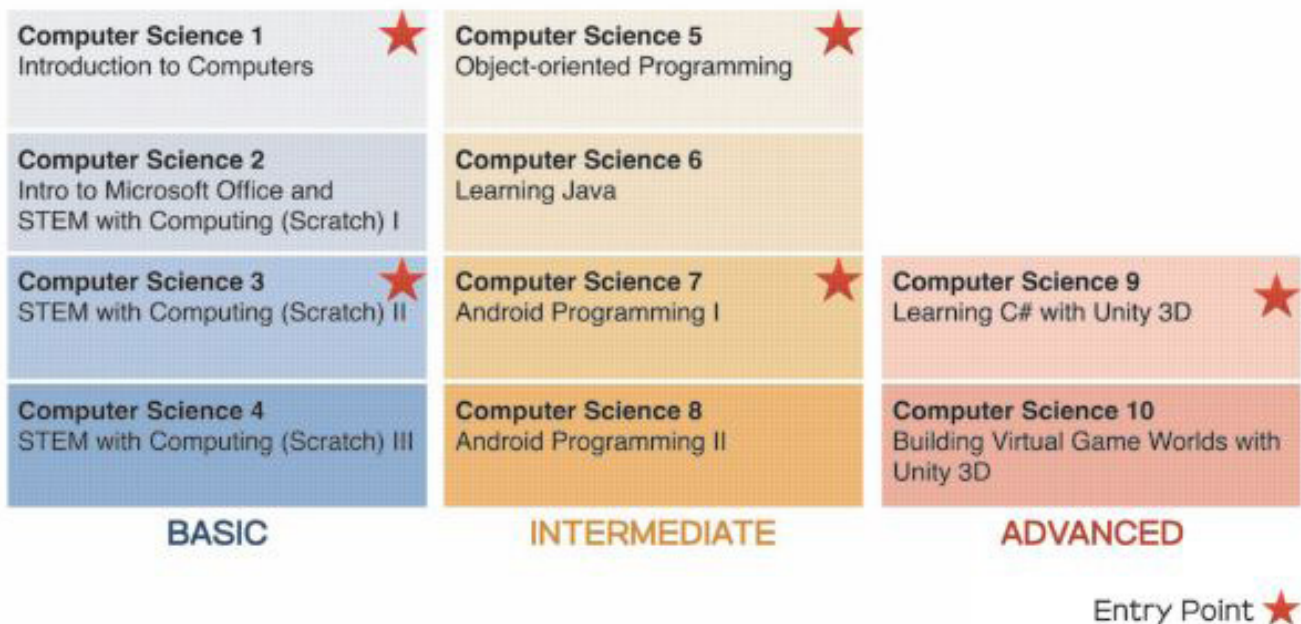 Computer Science 1
Introduction to Computers
Computer Science 2
Intro to Microsoft Office and
STEM with Computing (Scratch) I
Computer Science 3
STEM with Computing (Scratch) II
Computer Science 4
STEM with Computing (Scratch) III
BASIC
Computer Science 5
Object-oriented Programming
Computer Science 6
Learning Java
Computer Science 7
Android Programming I
Computer Science 8
Android Programming II
INTERMEDIATE
Computer Science 9
Learning C# with Unity 3D
Computer Science 10
Building Virtual Game Worlds with
Unity 3D
ADVANCED
Entry Point